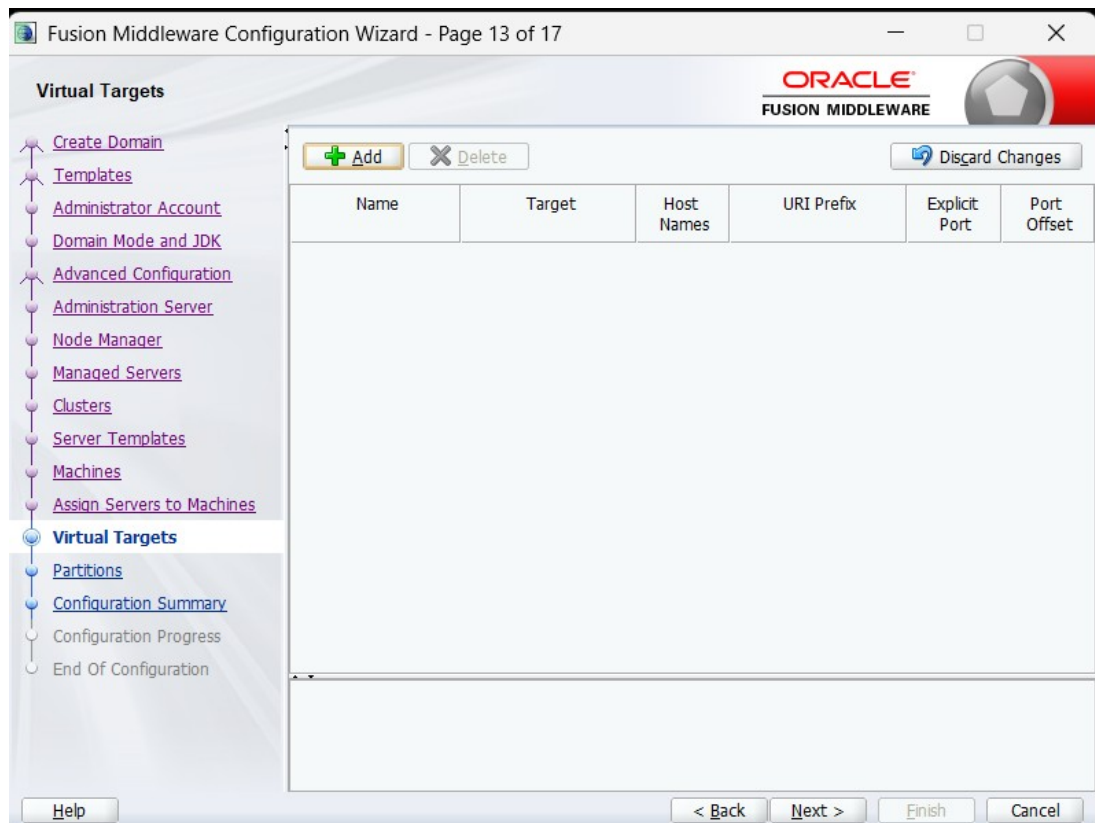 Fusion Middleware Configuration Wizard - Page 13 of 17
Virtual Targets
ORACLE
FUSION MIDDLEWARE
Create Domain
Templates
Administrator Account
Domain Mode and JDK
Advanced Configuration
Administration Server
Node Manager
Managed Servers
Clusters
Server Templates
Machines
Assign Servers to Machines
Virtual Targets
Partitions
Configuration Summary
Configuration Progress
End Of Configuration
Add Delete Discard Changes
Name Target Host Names URI Prefix Explicit Port Port Offset
Help < Back Next > Finish Cancel